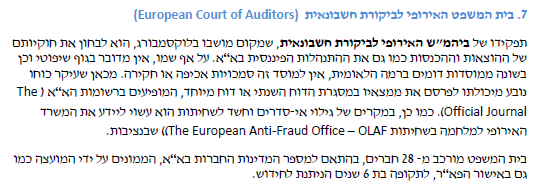 7. בית המשפט האירופי לביקורת חשבונאית (European Court of Auditors)
תפקידו של ביהמ״ש האירופי לביקורת חשבונאית, שמקום מושבו בלוקסמבורג, הוא לבחון את חוקיותם
של ההוצאות וההכנסות כמו גם את ההתנהלות הפיננסית בא״א. על אף שמו, אין מדובר בגוף שיפוטי וכן
בשונה ממוסדות דומים ברמה הלאומית, אין למוסד זה סמכויות אכיפה או חקירה. מכאן שעיקר כוחו
נובע מיכולתו לפרסם את ממצאיו במסגרת הדוח השנתי או דוח מיוחד, המופיעים ברשומות הא״א (The
Official Journal). כמו כן, במקרים של גילוי אי-סדרים וחשד לשחיתות הוא עשוי ליידע את המשרד
האירופי למלחמה בשחיתות The European Anti-Fraud Office – OLAF)) שבנציבות.
בית המשפט מורכב מ- 28 חברים, בהתאם למספר המדינות החברות בא״א, הממונים על ידי המועצה כמו
גם באישור הפא״ר, לתקופה בת 6 שנים הניתנת לחידוש.